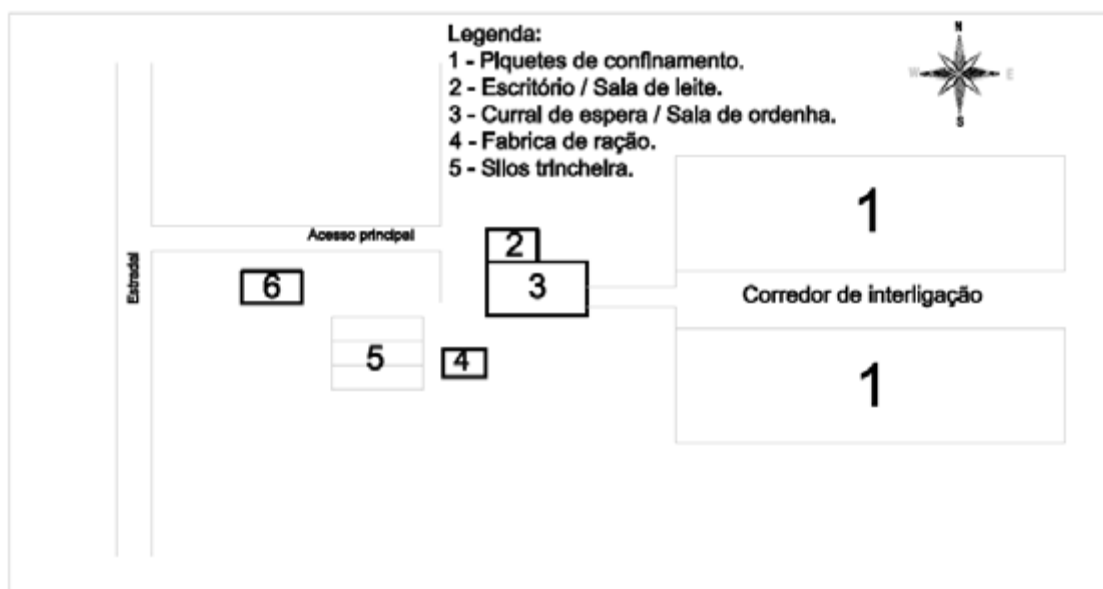 Legenda:
1 - Piquetes de confinamento.
2 - Escritório / Sala de leite.
3 - Curral de espera / Sala de ordenha.
4 - Fabrica de ração.
5 - Silos trincheira.
N
W
E
S
1
Acesso principal
2
6
3
Corredor de interligação
Estradal
5
4
1